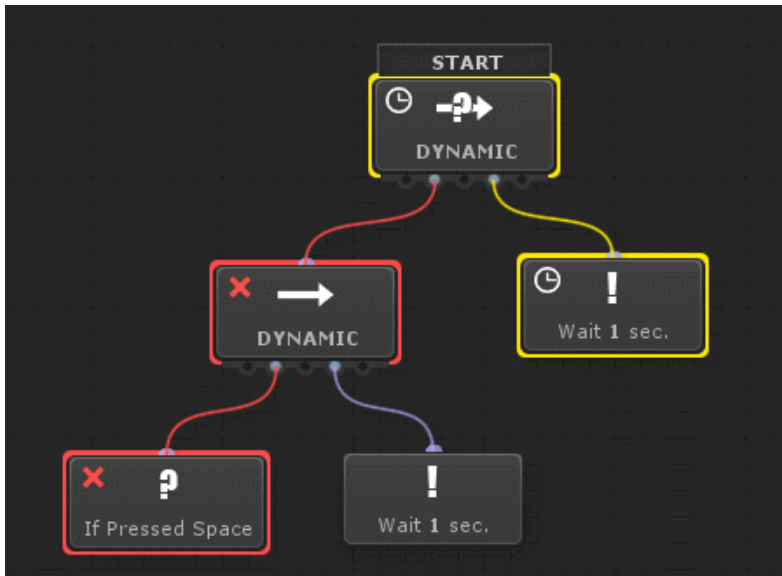 START
DYNAMIC
DYNAMIC
Wait 1 sec.
If Pressed Space
Wait 1 sec.